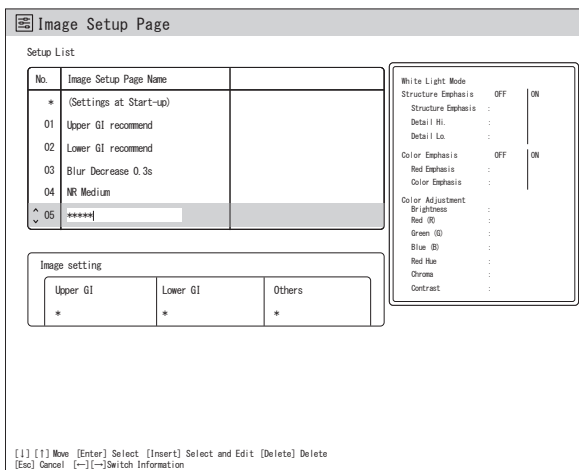 Image Setup Page
Setup List
No. Image Setup Page Name
* (Settings at Start-up)
01 Upper GI recommend
02 Lower GI recommend
03 Blur Decrease 0.3s
04 NR Medium
05 *****
Image setting
Upper GI Lower GI Others
* * *
White Light Mode
Structure Emphasis OFF ON
Structure Emphasis :
Detail Hi. :
Detail Lo. :
Color Emphasis OFF ON
Red Emphasis :
Color Emphasis :
Color Adjustment
Brightness :
Red (R) :
Green (G) :
Blue (B) :
Red Hue :
Chroma :
Contrast :
[↓] [↑] Move [Enter] Select [Insert] Select and Edit [Delete] Delete
[Esc] Cancel [←][→]Switch Information